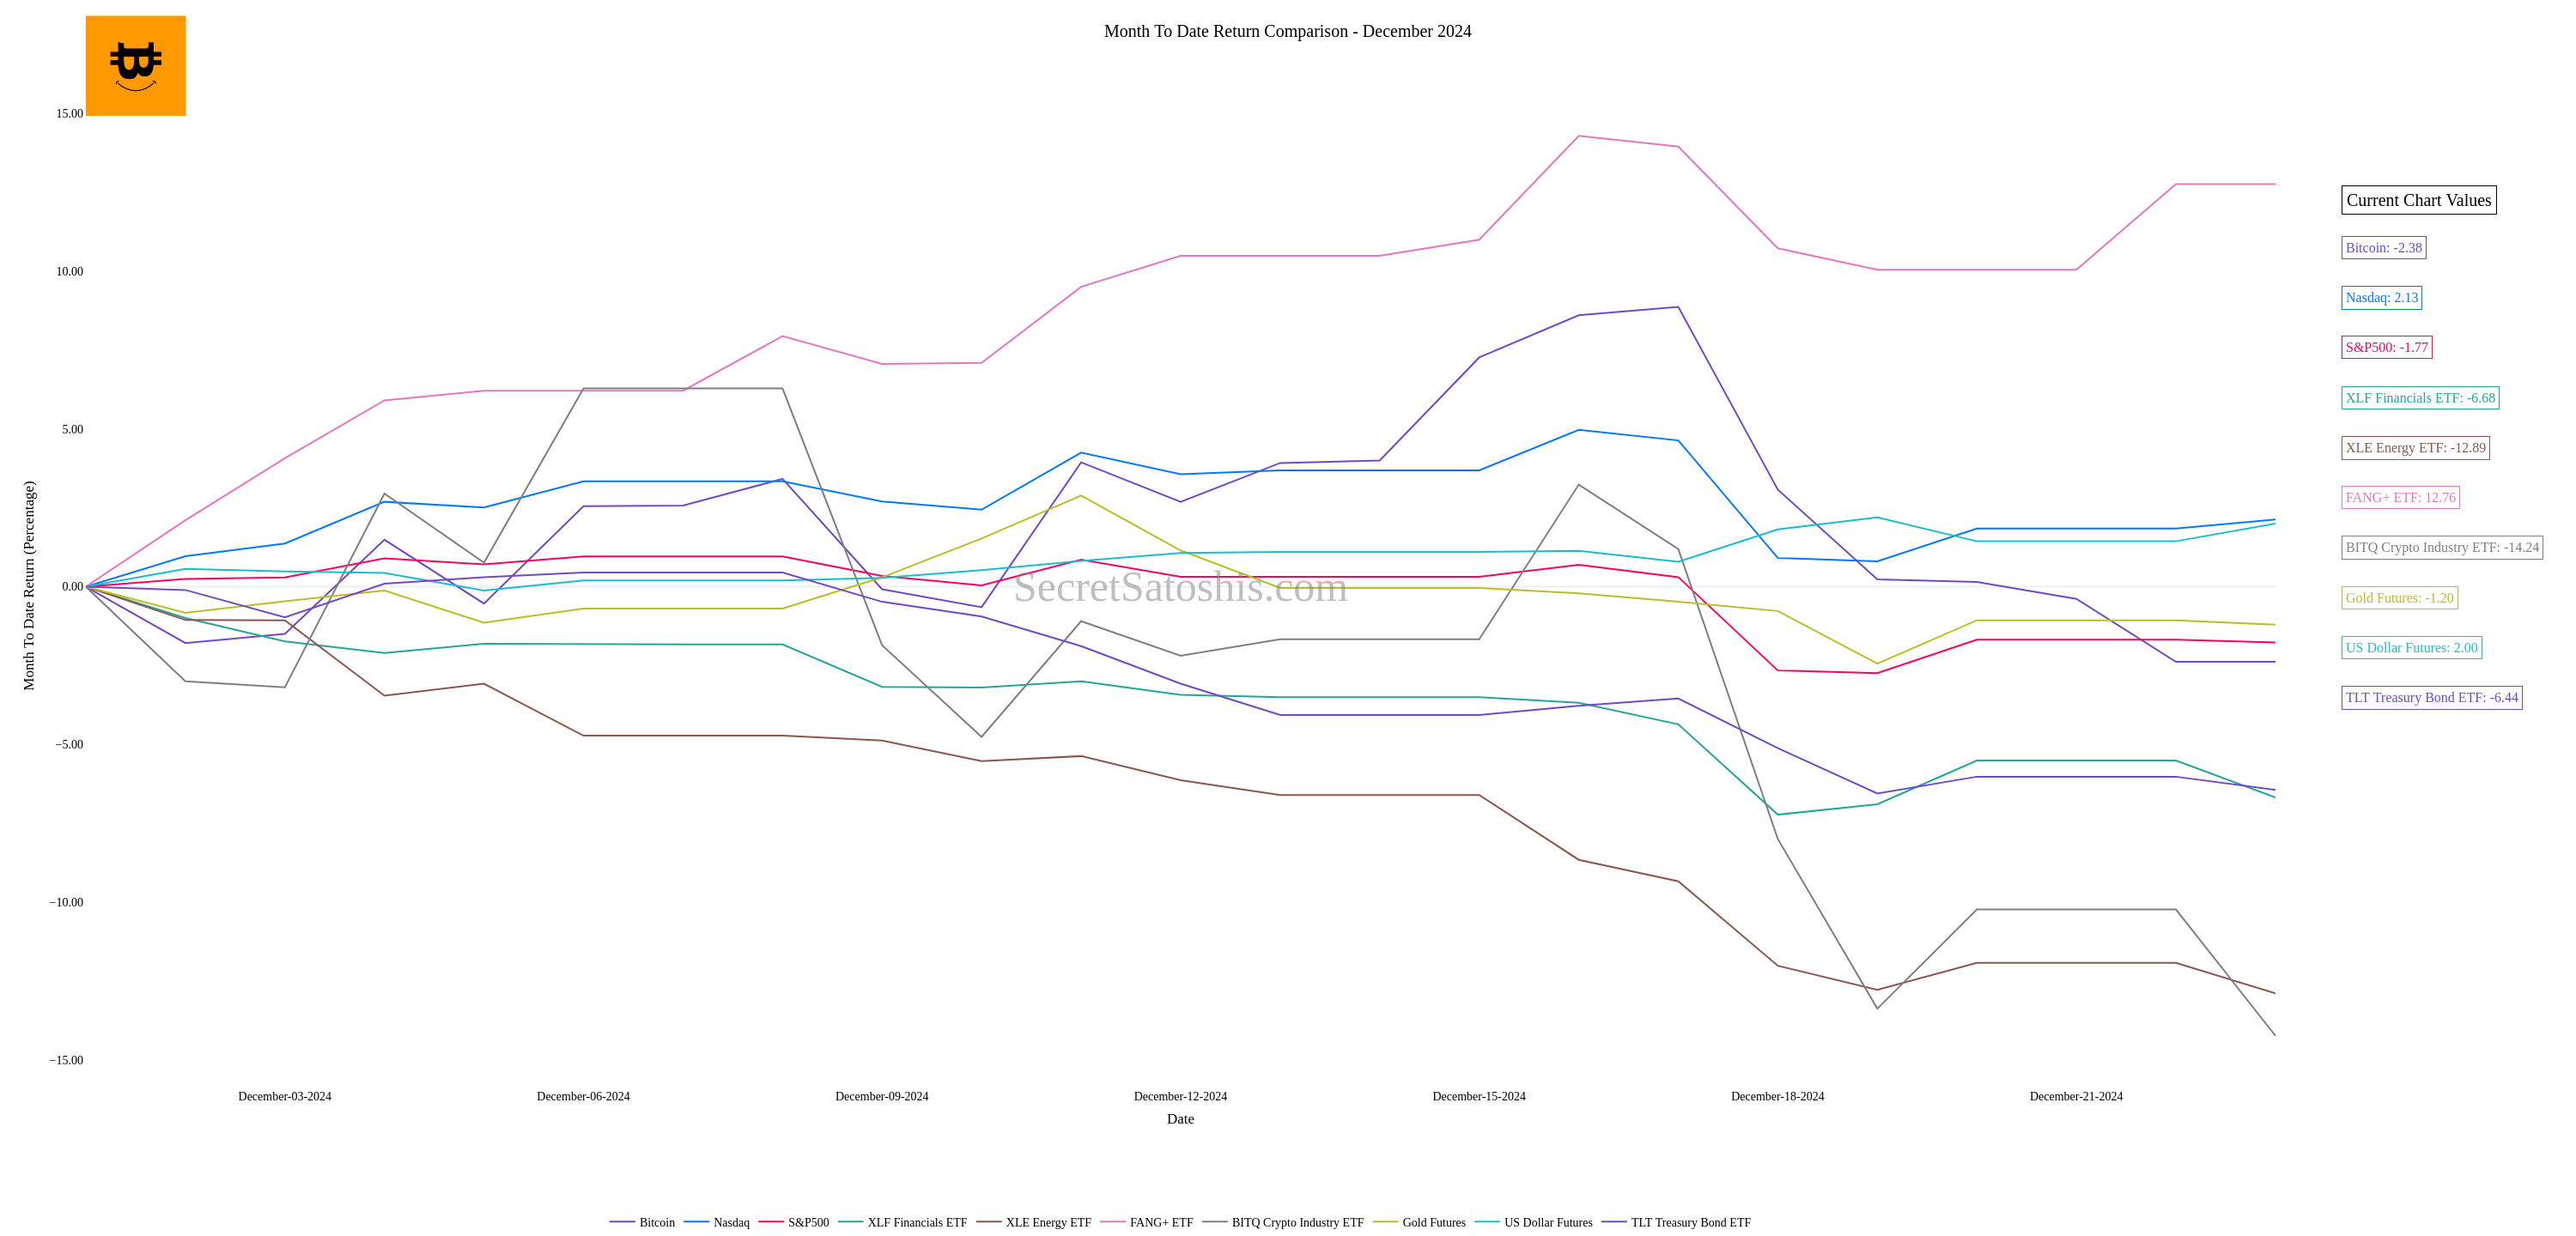 Month To Date Return Comparison - December 2024
15.00
10.00
5.00
0.00
−5.00
−10.00
−15.00
Month To Date Return (Percentage)
SecretSatoshis.com
December-03-2024
December-06-2024
December-09-2024
December-12-2024
December-15-2024
December-18-2024
December-21-2024
Date
Current Chart Values
Bitcoin: -2.38
Nasdaq: 2.13
S&P500: -1.77
XLF Financials ETF: -6.68
XLE Energy ETF: -12.89
FANG+ ETF: 12.76
BITQ Crypto Industry ETF: -14.24
Gold Futures: -1.20
US Dollar Futures: 2.00
TLT Treasury Bond ETF: -6.44
Bitcoin
Nasdaq
S&P500
XLF Financials ETF
XLE Energy ETF
FANG+ ETF
BITQ Crypto Industry ETF
Gold Futures
US Dollar Futures
TLT Treasury Bond ETF